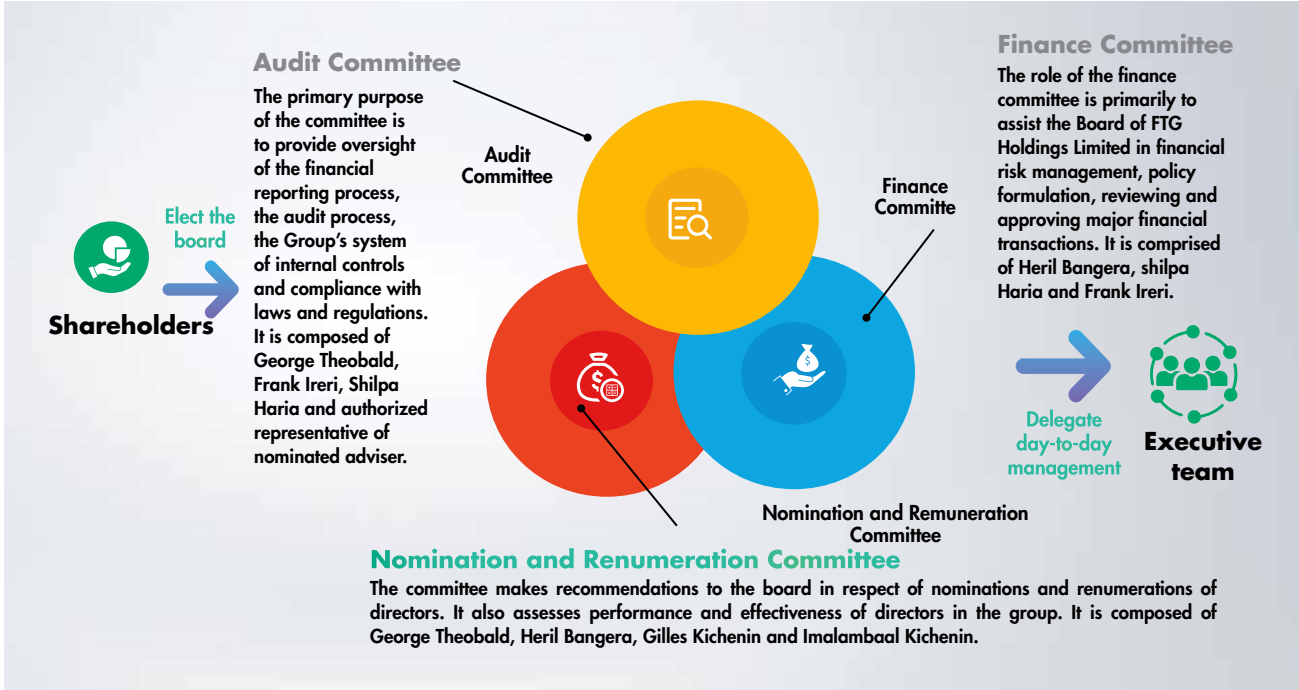 Shareholders
Elect the
board
Audit Committee
The primary purpose
of the committee is
to provide oversight
of the financial
reporting process,
the audit process,
the Group's system
of internal controls
and compliance with
laws and regulations.
It is composed of
George Theobald,
Frank Ireri, Shilpa
Haria and authorized
representative of
nominated adviser.
Audit
Committee
Finance
Committe
Nomination and Remuneration
Committee
Finance Committee
The role of the finance
committee is primarily to
assist the Board of FTG
Holdings Limited in financial
risk management, policy
formulation, reviewing and
approving major financial
transactions. It is comprised
of Heril Bangera, shilpa
Haria and Frank Ireri.
Delegate
day-to-day
management
Executive
team
Nomination and Renumeration Committee
The committee makes recommendations to the board in respect of nominations and renumerations of
directors. It also assesses performance and effectiveness of directors in the group. It is composed of
George Theobald, Heril Bangera, Gilles Kichenin and Imalambaal Kichenin.